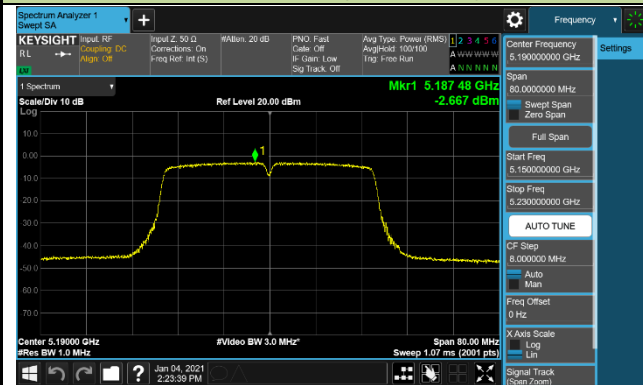 Spectrum Analyzer 1
Swept SA
+
Frequency
KEYSIGHT
RL
Input: RF
Coupling: DC
Align: Off
Input Z: 50 Ω
Corrections: On
Freq Ref: Int (S)
#Atten: 20 dB
PNO: Fast
Gate: Off
IF Gain: Low
Sig Track: Off
Avg Type: Power (RMS)
Avg|Hold: 100/100
Trig: Free Run
1 2 3 4 5 6
A W W W W W
A N N N N N
1 Spectrum
Scale/Div 10 dB
Log
Ref Level 20.00 dBm
Mkr1 5.187 48 GHz
-2.667 dBm
10.0
0.00
1
-10.0
-20.0
-30.0
-40.0
-50.0
-60.0
-70.0
Center 5.19000 GHz
#Res BW 1.0 MHz
#Video BW 3.0 MHz*
Span 80.00 MHz
Sweep 1.07 ms (2001 pts)
Jan 04, 2021
2:23:39 PM
?
Center Frequency
5.190000000 GHz
Settings
Span
80.0000000 MHz
Swept Span
Zero Span
Full Span
Start Freq
5.150000000 GHz
Stop Freq
5.230000000 GHz
AUTO TUNE
CF Step
8.000000 MHz
Auto
Man
Freq Offset
0 Hz
X Axis Scale
Log
Lin
Signal Track
(Span Zoom)